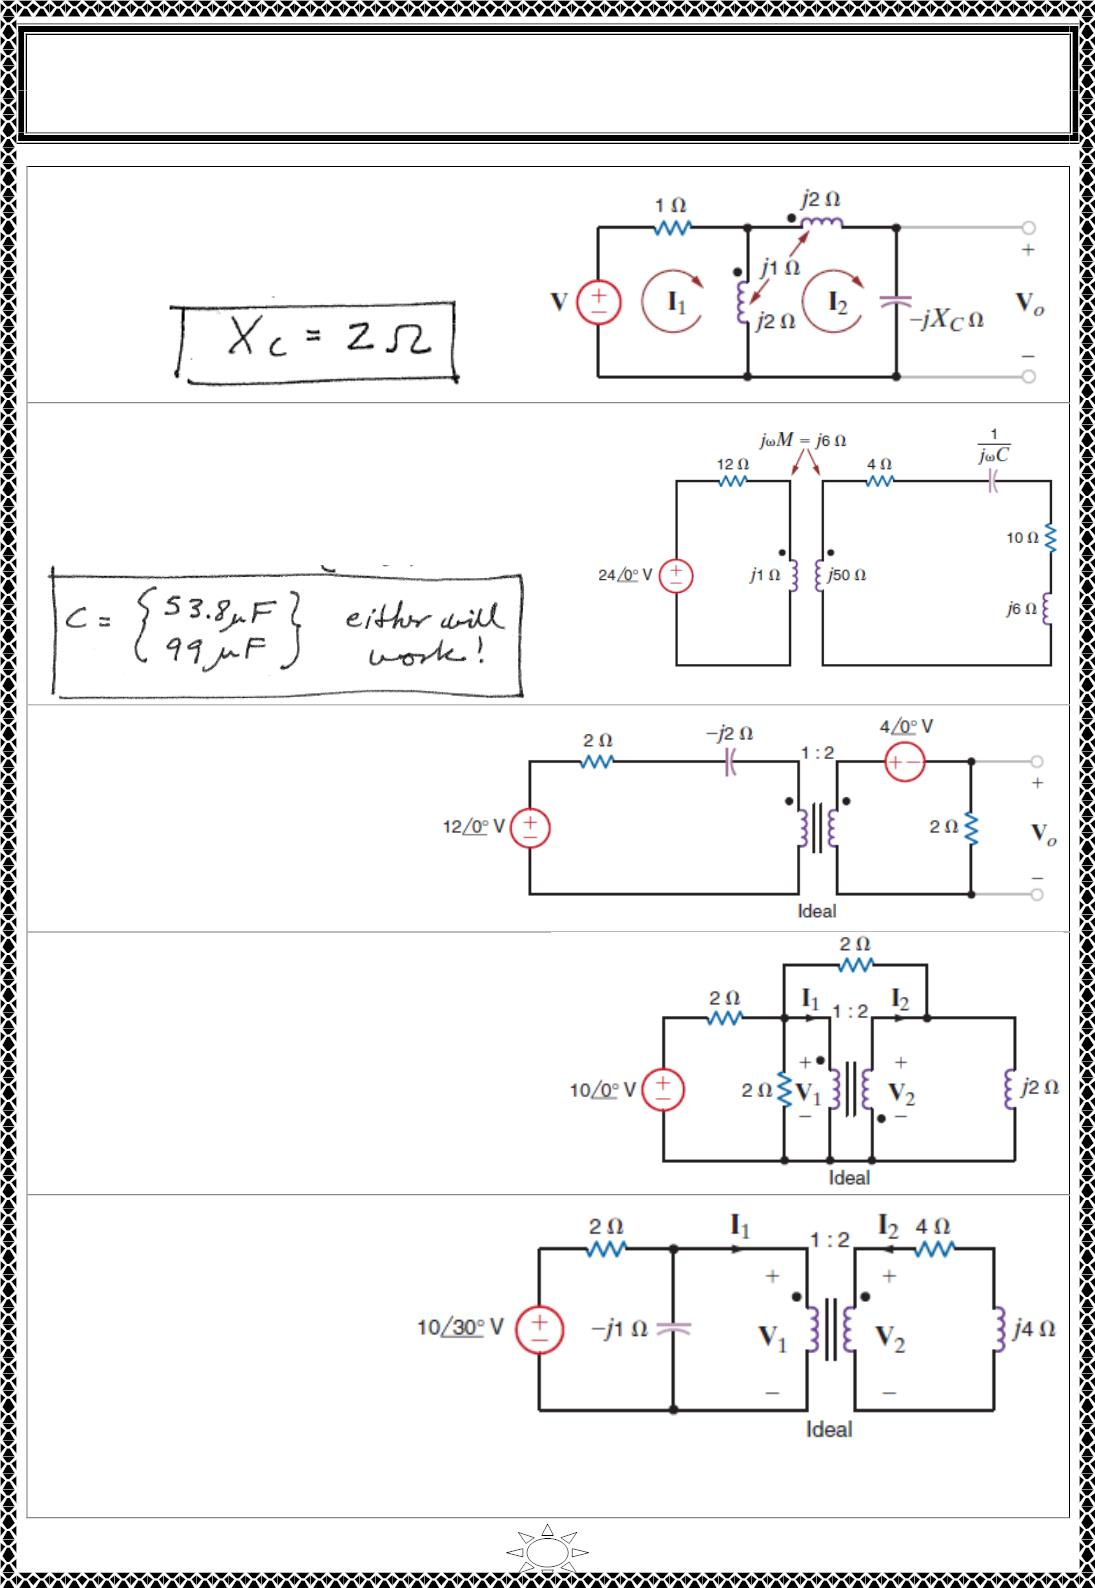 j2 Ω
1 Ω
j1 Ω
V + − I1 j2 Ω I2 −jXC Ω + Vo −
XC = 2 Ω
jωM = j6 Ω
1/jωC
12 Ω 4 Ω
10 Ω
24/0° V + − j1 Ω j50 Ω
j6 Ω
C = { 53.8μF } either will
99 μF work!
2 Ω −j2 Ω 1 : 2 4/0° V
+ −
12/0° V + − 2 Ω + Vo −
Ideal
2 Ω
2 Ω I1 1 : 2 I2
10/0° V + − 2 Ω + V1 − + V2 − j2 Ω
Ideal
2 Ω I1 1 : 2 I2 4 Ω
10/30° V + − −j1 Ω + V1 − + V2 − j4 Ω
Ideal